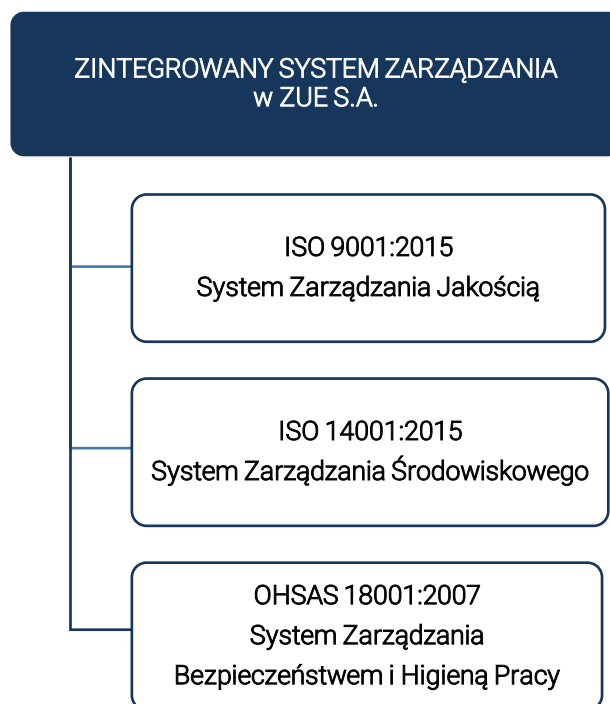 ZINTEGROWANY SYSTEM ZARZĄDZANIA
w ZUE S.A.
ISO 9001:2015
System Zarządzania Jakością
ISO 14001:2015
System Zarządzania Środowiskowego
OHSAS 18001:2007
System Zarządzania
Bezpieczeństwem i Higieną Pracy